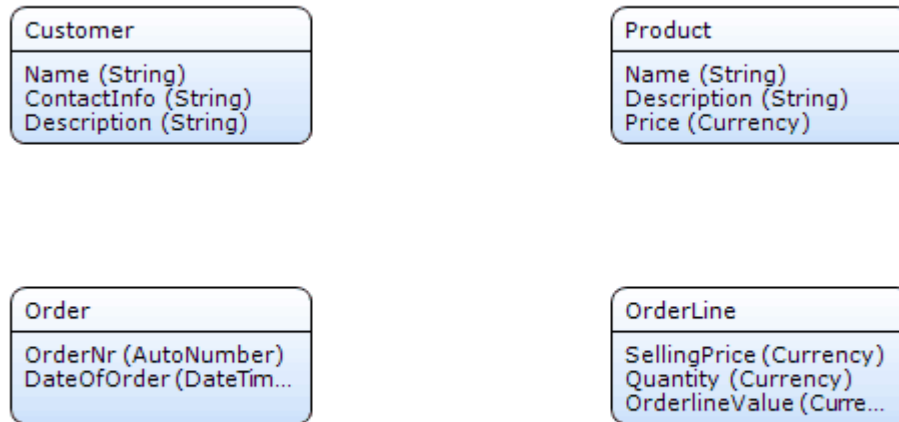 Customer
Name (String)
ContactInfo (String)
Description (String)
Product
Name (String)
Description (String)
Price (Currency)
Order
OrderNr (AutoNumber)
DateOfOrder (DateTim...
OrderLine
SellingPrice (Currency)
Quantity (Currency)
OrderlineValue (Curre...